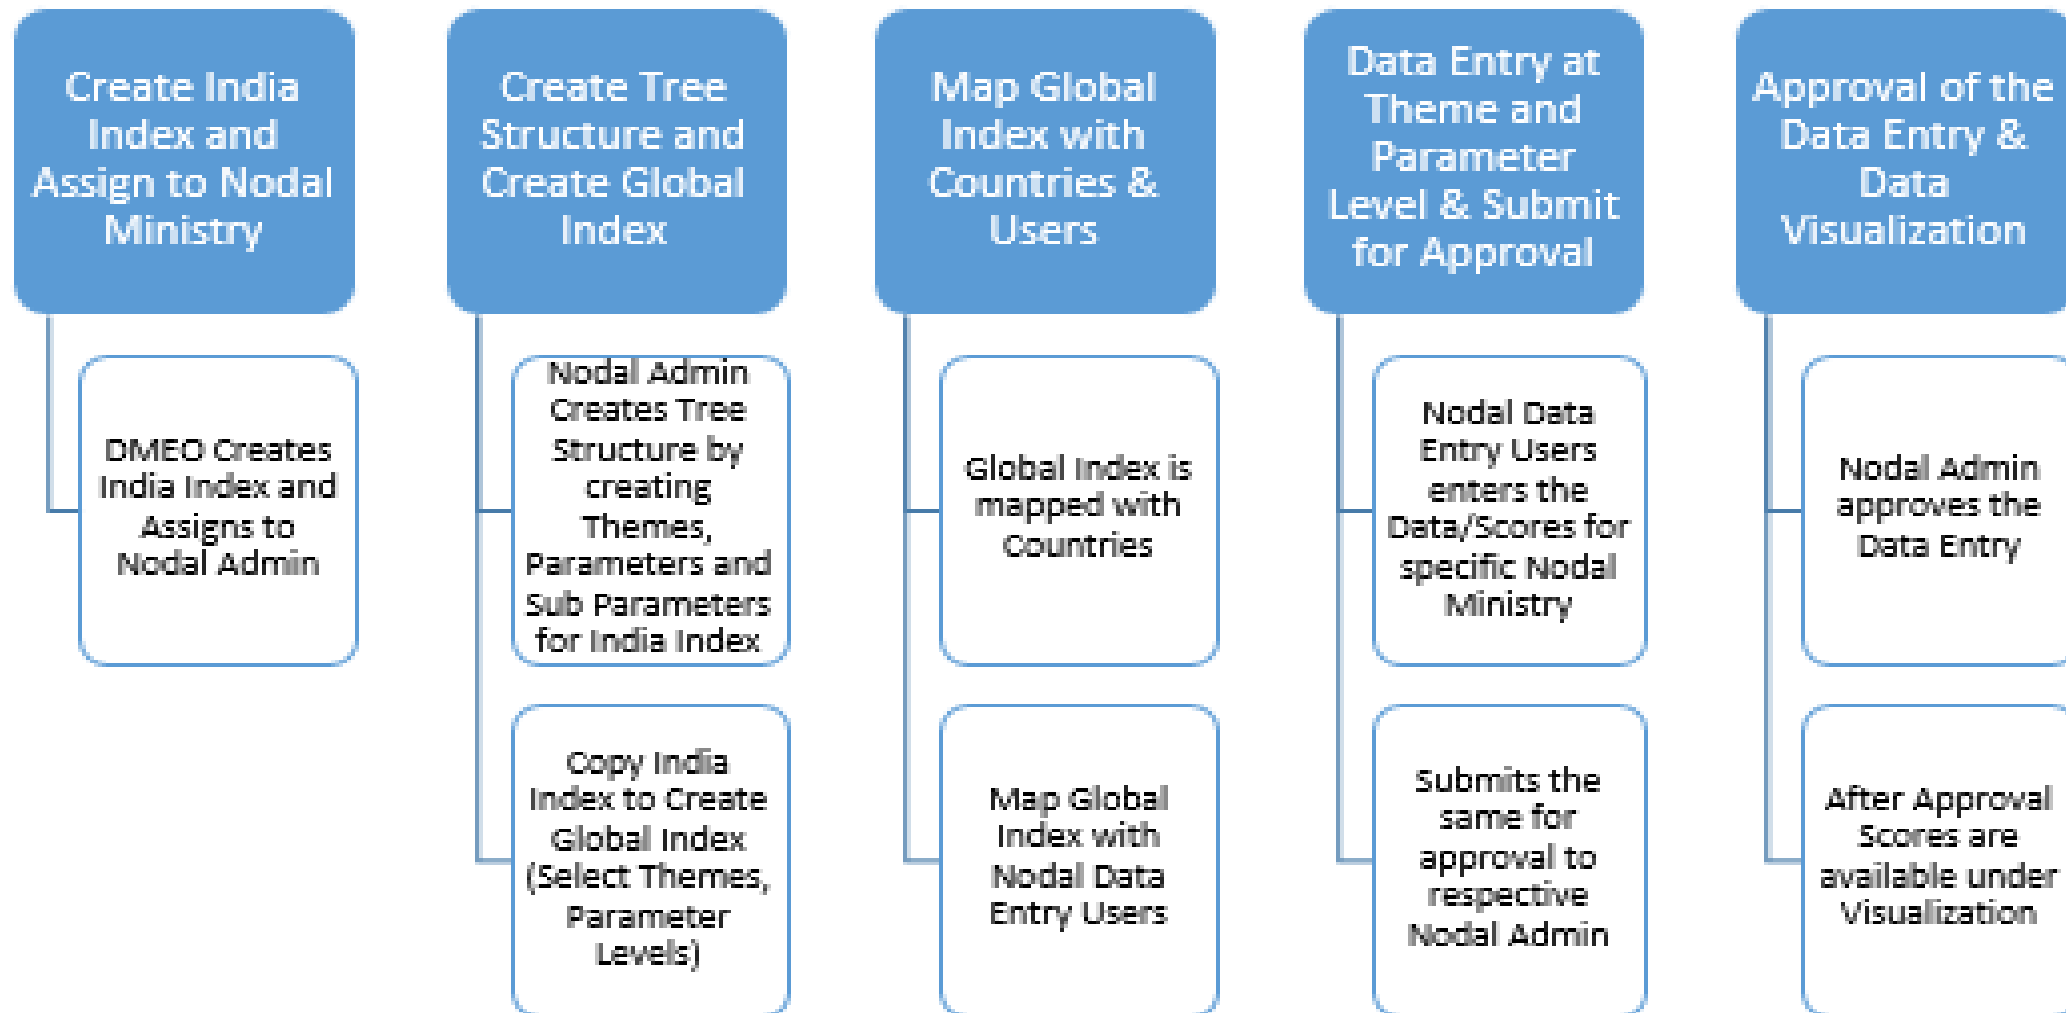 Create India
Index and
Assign to Nodal
Ministry
DMEO Creates
India Index and
Assigns to
Nodal Admin
Create Tree
Structure and
Create Global
Index
Nodal Admin
Creates Tree
Structure by
creating
Themes,
Parameters and
Sub Parameters
for India Index
Copy India
Index to Create
Global Index
(Select Themes,
Parameter
Levels)
Map Global
Index with
Countries &
Users
Global Index is
mapped with
Countries
Map Global
Index with
Nodal Data
Entry Users
Data Entry at
Theme and
Parameter
Level & Submit
for Approval
Nodal Data
Entry Users
enters the
Data/Scores for
specific Nodal
Ministry
Submits the
same for
approval to
respective
Nodal Admin
Approval of the
Data Entry &
Data
Visualization
Nodal Admin
approves the
Data Entry
After Approval
Scores are
available under
Visualization